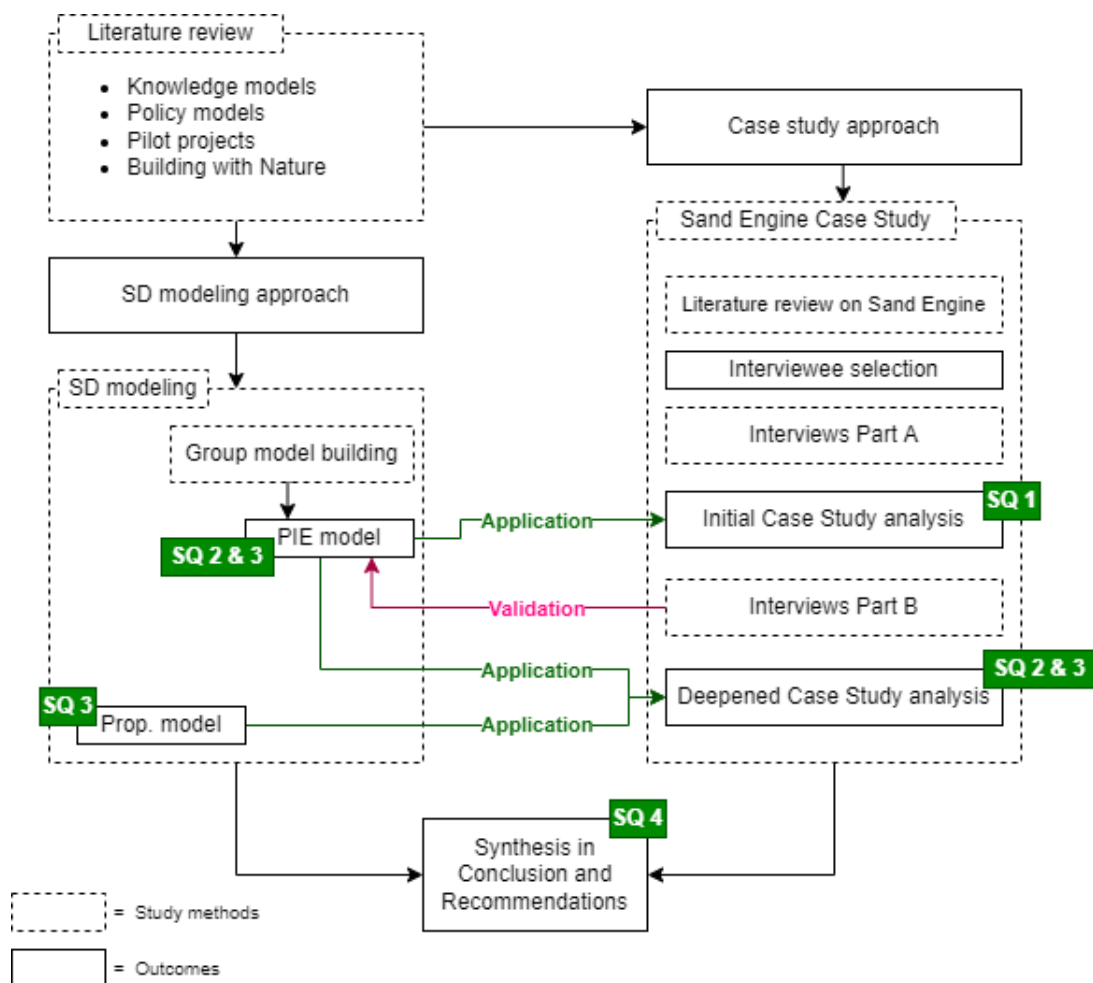 Literature review
• Knowledge models
• Policy models
• Pilot projects
• Building with Nature
Case study approach
SD modeling approach
Sand Engine Case Study
Literature review on Sand Engine
Interviewee selection
Interviews Part A
SQ 1
Initial Case Study analysis
Interviews Part B
SQ 2 & 3
Deepened Case Study analysis
SD modeling
Group model building
PIE model
SQ 2 & 3
Application
Validation
Application
SQ 3
Prop. model
Application
SQ 4
Synthesis in
Conclusion and
Recommendations
= Study methods
= Outcomes